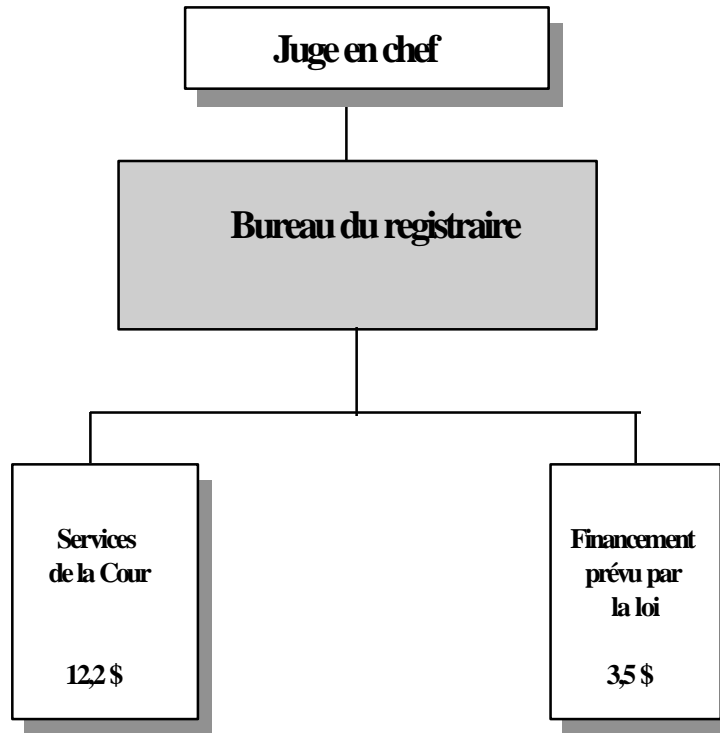 Juge en chef
Bureau du registraire
Services
de la Cour
12,2 $
Financement
prévu par
la loi
3,5 $